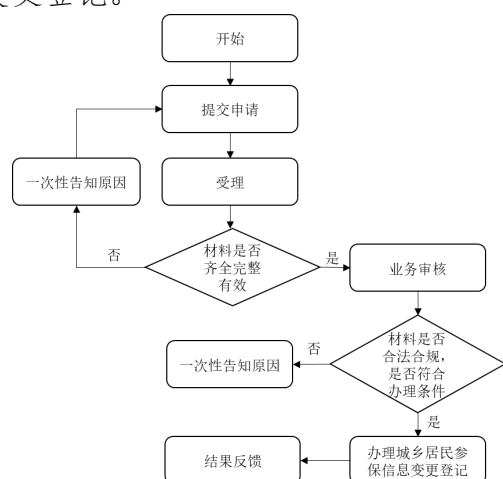 更登记。
开始
提交申请
一次性告知原因
受理
否
材料是否
齐全完整
有效
是
业务审核
一次性告知原因
否
材料是否
合法合规，
是否符合
办理条件
是
结果反馈
办理城乡居民参
保信息变更登记